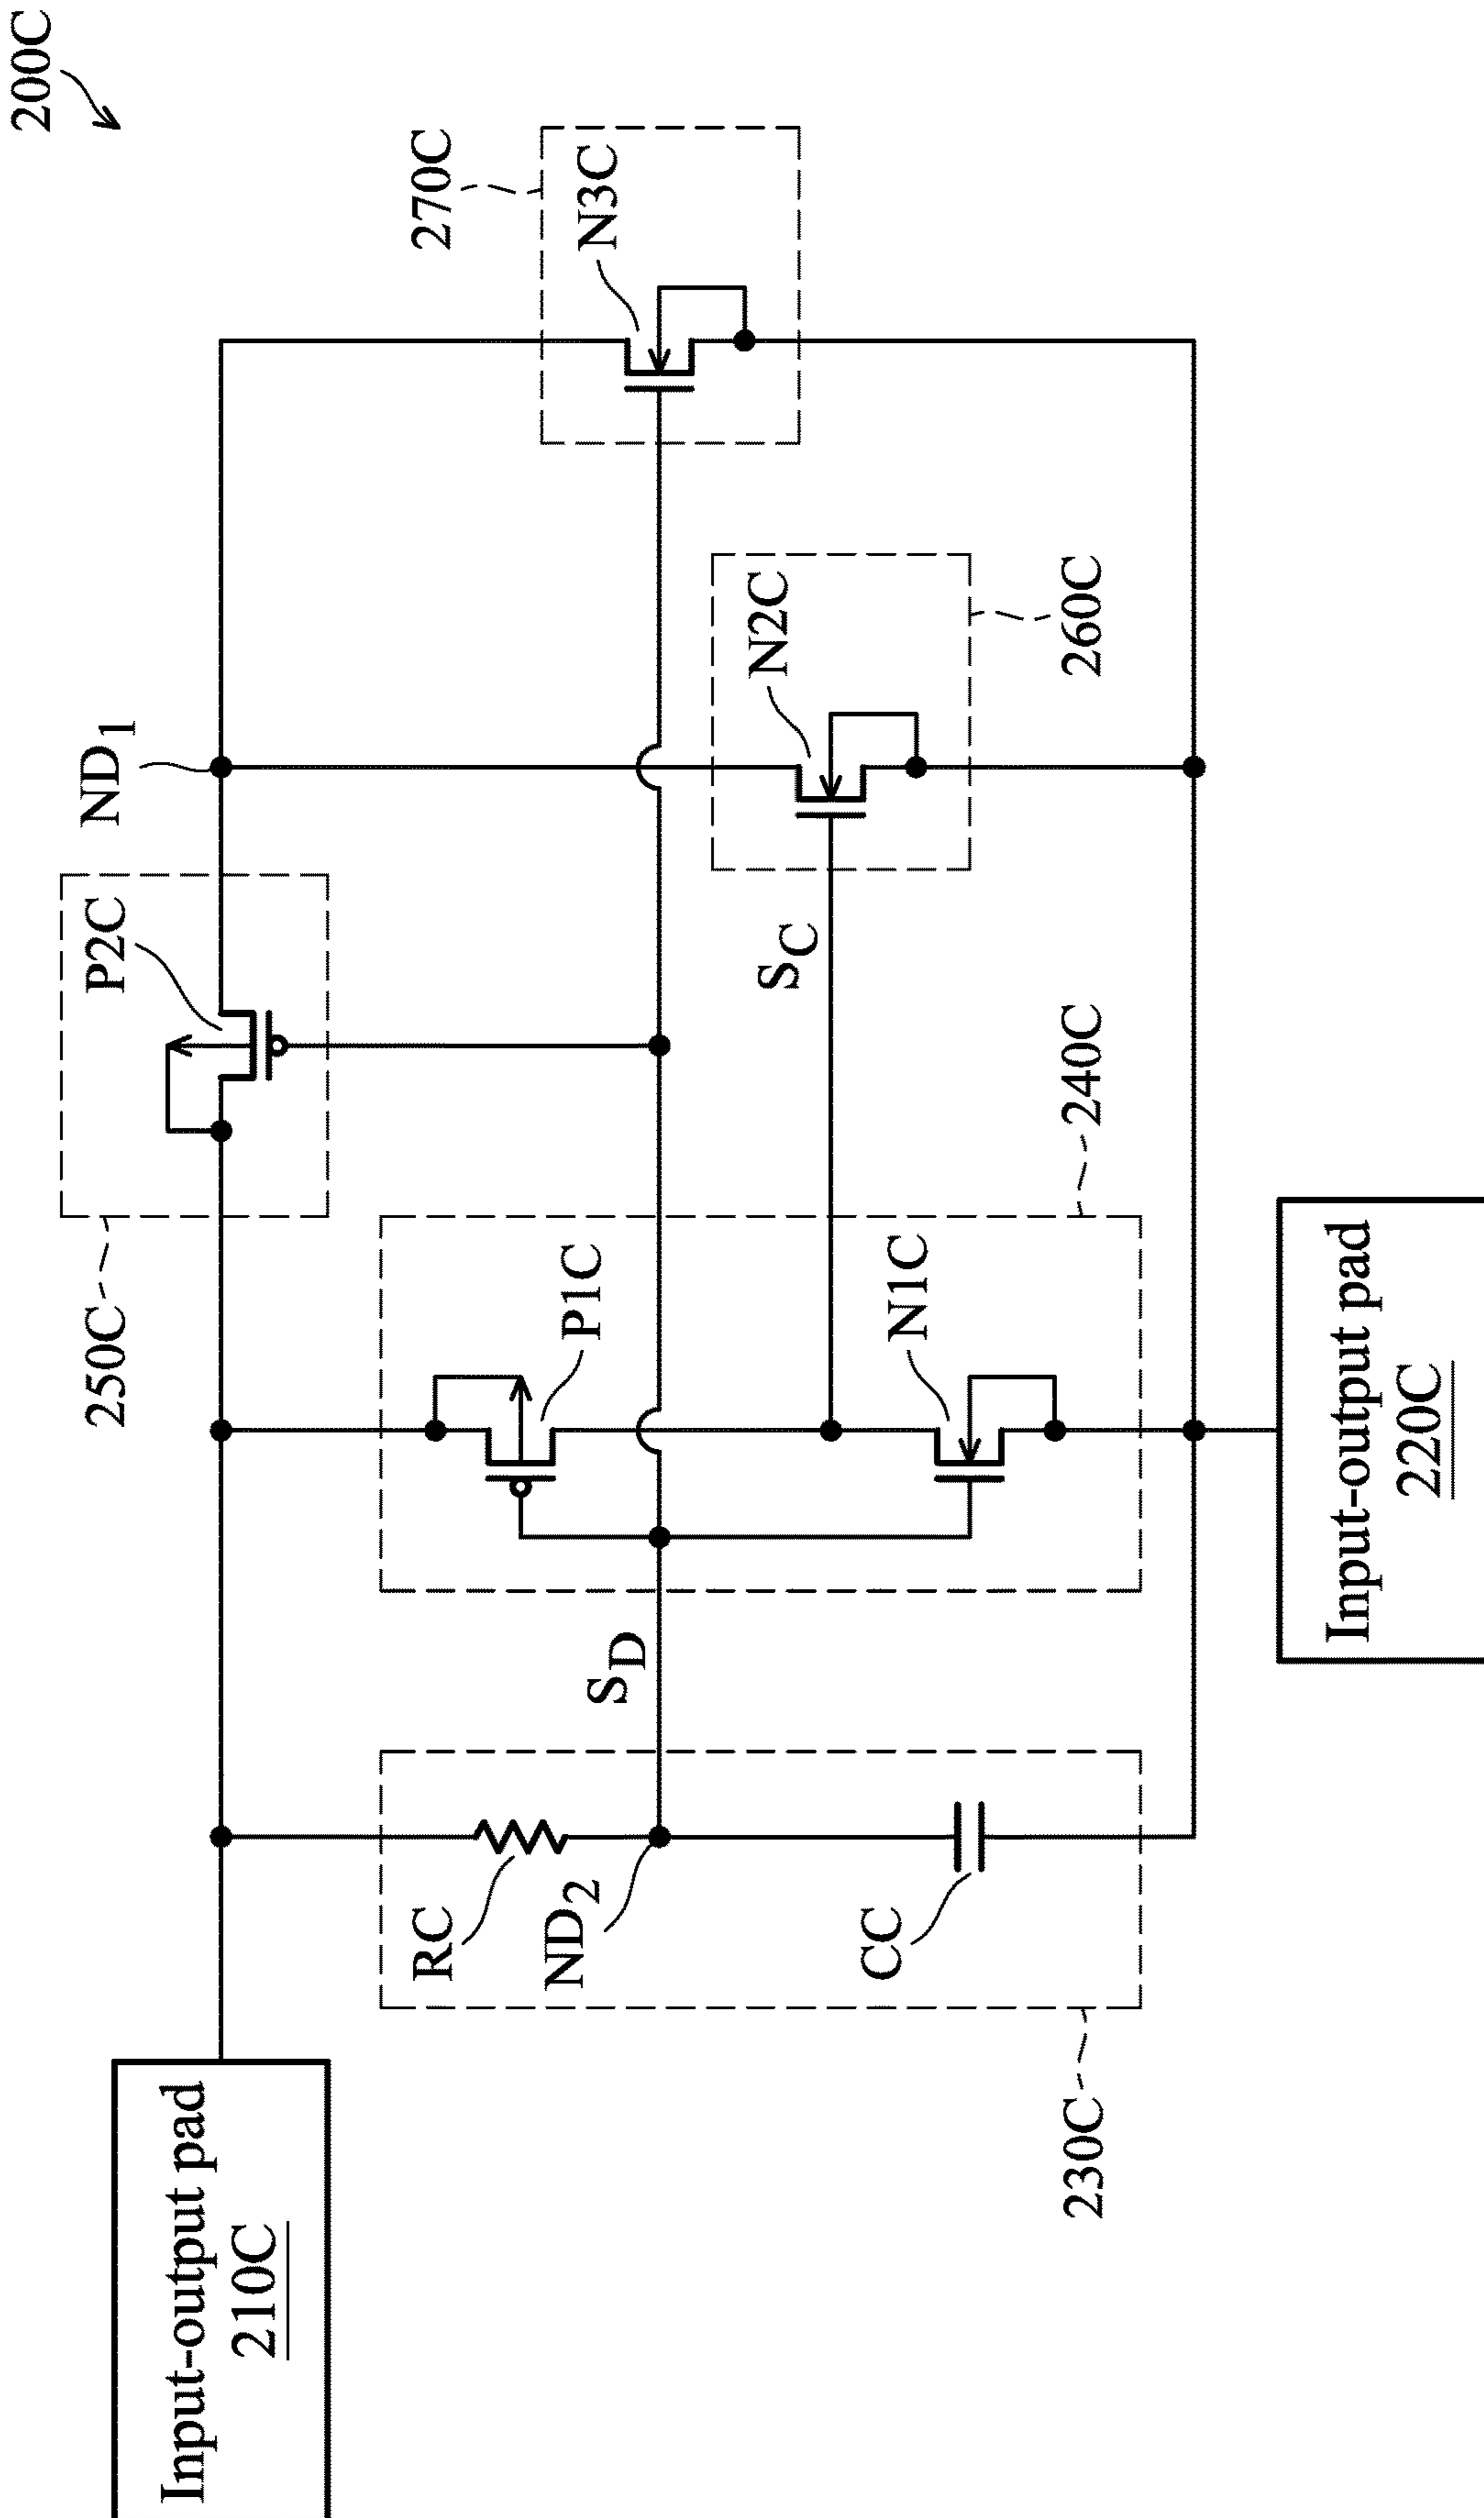 200C
270C
N3C
ND1
P2C
250C
N2C
260C
SC
240C
P1C
N1C
SD
RC
ND2
CC
230C
Input-output pad
210C
Input-output pad
220C